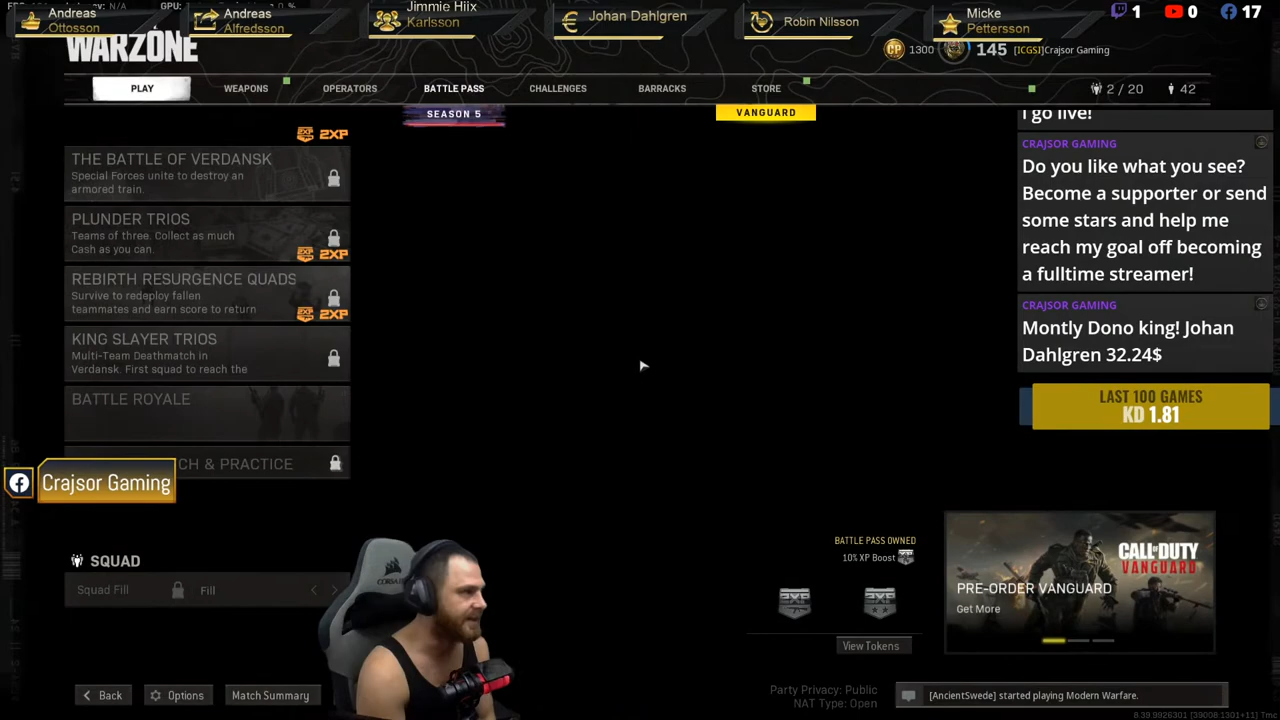 Andreas
Ottosson
Andreas
Alfredsson
Jimmie Hiix
Karlsson
Johan Dahlgren
Robin Nilsson
Micke
Pettersson
1
0
17
WARZONE
1300
145
[ICGS]Crajsor Gaming
PLAY
WEAPONS
OPERATORS
BATTLE PASS
CHALLENGES
BARRACKS
STORE
2 / 20
42
SEASON 5
VANGUARD
2XP
THE BATTLE OF VERDANSK
Special Forces unite to destroy an
armored train.
PLUNDER TRIOS
Teams of three. Collect as much
Cash as you can.
2XP
REBIRTH RESURGENCE QUADS
Survive to redeploy fallen
teammates and earn score to return
2XP
KING SLAYER TRIOS
Multi-Team Deathmatch in
Verdansk. First squad to reach the
BATTLE ROYALE
CH & PRACTICE
Crajsor Gaming
I go live!
CRAJSOR GAMING
Do you like what you see?
Become a supporter or send
some stars and help me
reach my goal off becoming
a fulltime streamer!
CRAJSOR GAMING
Montly Dono king! Johan
Dahlgren 32.24$
LAST 100 GAMES
KD 1.81
SQUAD
Squad Fill
Fill
BATTLE PASS OWNED
10% XP Boost
2XP
2XP
View Tokens
CALL OF DUTY
VANGUARD
PRE-ORDER VANGUARD
Get More
Back
Options
Match Summary
Party Privacy: Public
NAT Type: Open
[AncientSwede] started playing Modern Warfare.
CORSAIR